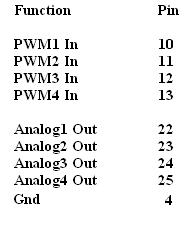 Function Pin
PWM1 In 10
PWM2 In 11
PWM3 In 12
PWM4 In 13
Analog1 Out 22
Analog2 Out 23
Analog3 Out 24
Analog4 Out 25
Gnd 4